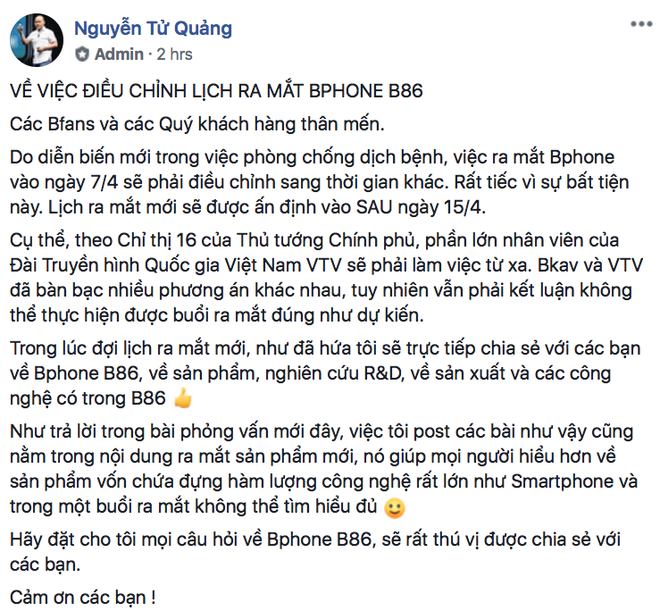 Nguyễn Tử Quảng
Admin · 2 hrs
VỀ VIỆC ĐIỀU CHỈNH LỊCH RA MẮT BPHONE B86
Các Bfans và các Quý khách hàng thân mến.
Do diễn biến mới trong việc phòng chống dịch bệnh, việc ra mắt Bphone
vào ngày 7/4 sẽ phải điều chỉnh sang thời gian khác. Rất tiếc vì sự bất tiện
này. Lịch ra mắt mới sẽ được ấn định vào SAU ngày 15/4.
Cụ thể, theo Chỉ thị 16 của Thủ tướng Chính phủ, phần lớn nhân viên của
Đài Truyền hình Quốc gia Việt Nam VTV sẽ phải làm việc từ xa. Bkav và VTV
đã bàn bạc nhiều phương án khác nhau, tuy nhiên vẫn phải kết luận không
thể thực hiện được buổi ra mắt đúng như dự kiến.
Trong lúc đợi lịch ra mắt mới, như đã hứa tôi sẽ trực tiếp chia sẻ với các bạn
về Bphone B86, về sản phẩm, nghiên cứu R&D, về sản xuất và các công
nghệ có trong B86 👍
Như trả lời trong bài phỏng vấn mới đây, việc tôi post các bài như vậy cũng
nằm trong nội dung ra mắt sản phẩm mới, nó giúp mọi người hiểu hơn về
sản phẩm vốn chứa đựng hàm lượng công nghệ rất lớn như Smartphone và
trong một buổi ra mắt không thể tìm hiểu đủ 🙂
Hãy đặt cho tôi mọi câu hỏi về Bphone B86, sẽ rất thú vị được chia sẻ với
các bạn.
Cảm ơn các bạn !